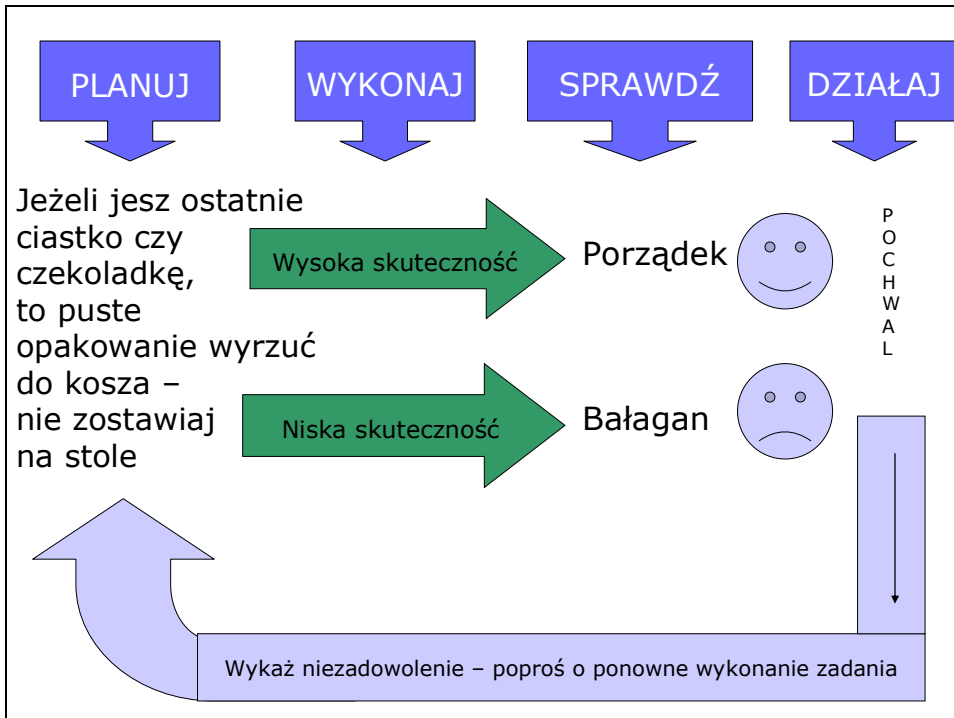 PLANUJ
WYKONAJ
SPRAWDŹ
DZIAŁAJ
Jeżeli jesz ostatnie
ciastko czy
czekoladkę,
to puste
opakowanie wyrzuć
do kosza –
nie zostawiaj
na stole
Wysoka skuteczność
Porządek
POCHWAL
Niska skuteczność
Bałagan
Wykaż niezadowolenie – poproś o ponowne wykonanie zadania